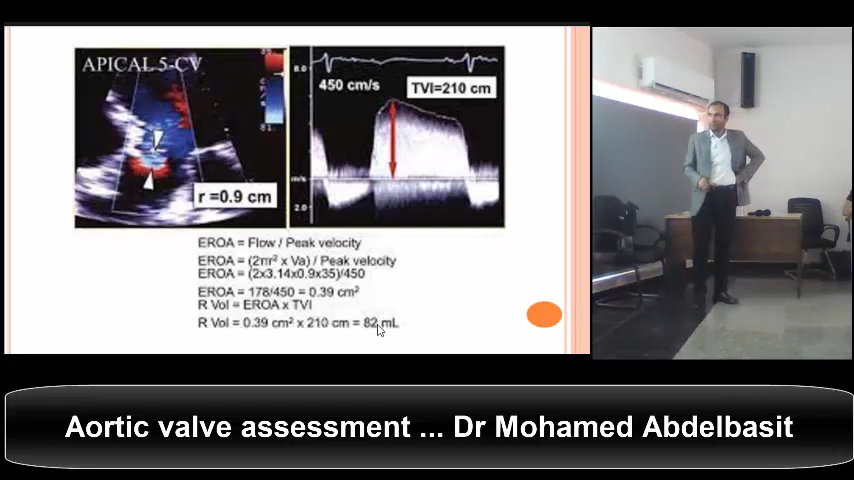 APICAL 5-CV
r =0.9 cm
8.0
450 cm/s
TVI=210 cm
m/s
2.0
EROA = Flow / Peak velocity
EROA = (2πr² x Va) / Peak velocity
EROA = (2x3.14x0.9x35)/450
EROA = 178/450 = 0.39 cm²
R Vol = EROA x TVI
R Vol = 0.39 cm² x 210 cm = 82 mL
Aortic valve assessment ... Dr Mohamed Abdelbasit